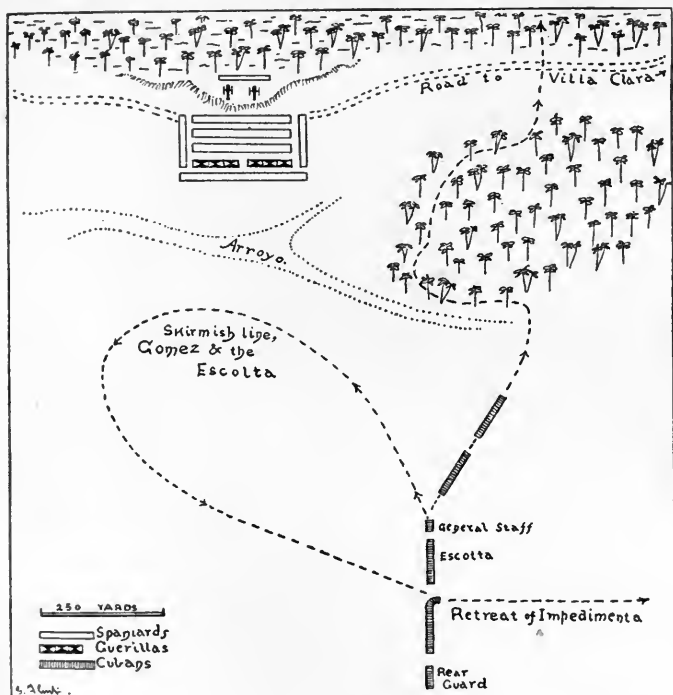 Road to Villa Clara
Arroyo.
Skirmish line,
Gomez & the
Escolta
General Staff
Escolta
Retreat of Impedimenta
Rear
Guard
250 YARDS
Spaniards
Guerillas
Cubans